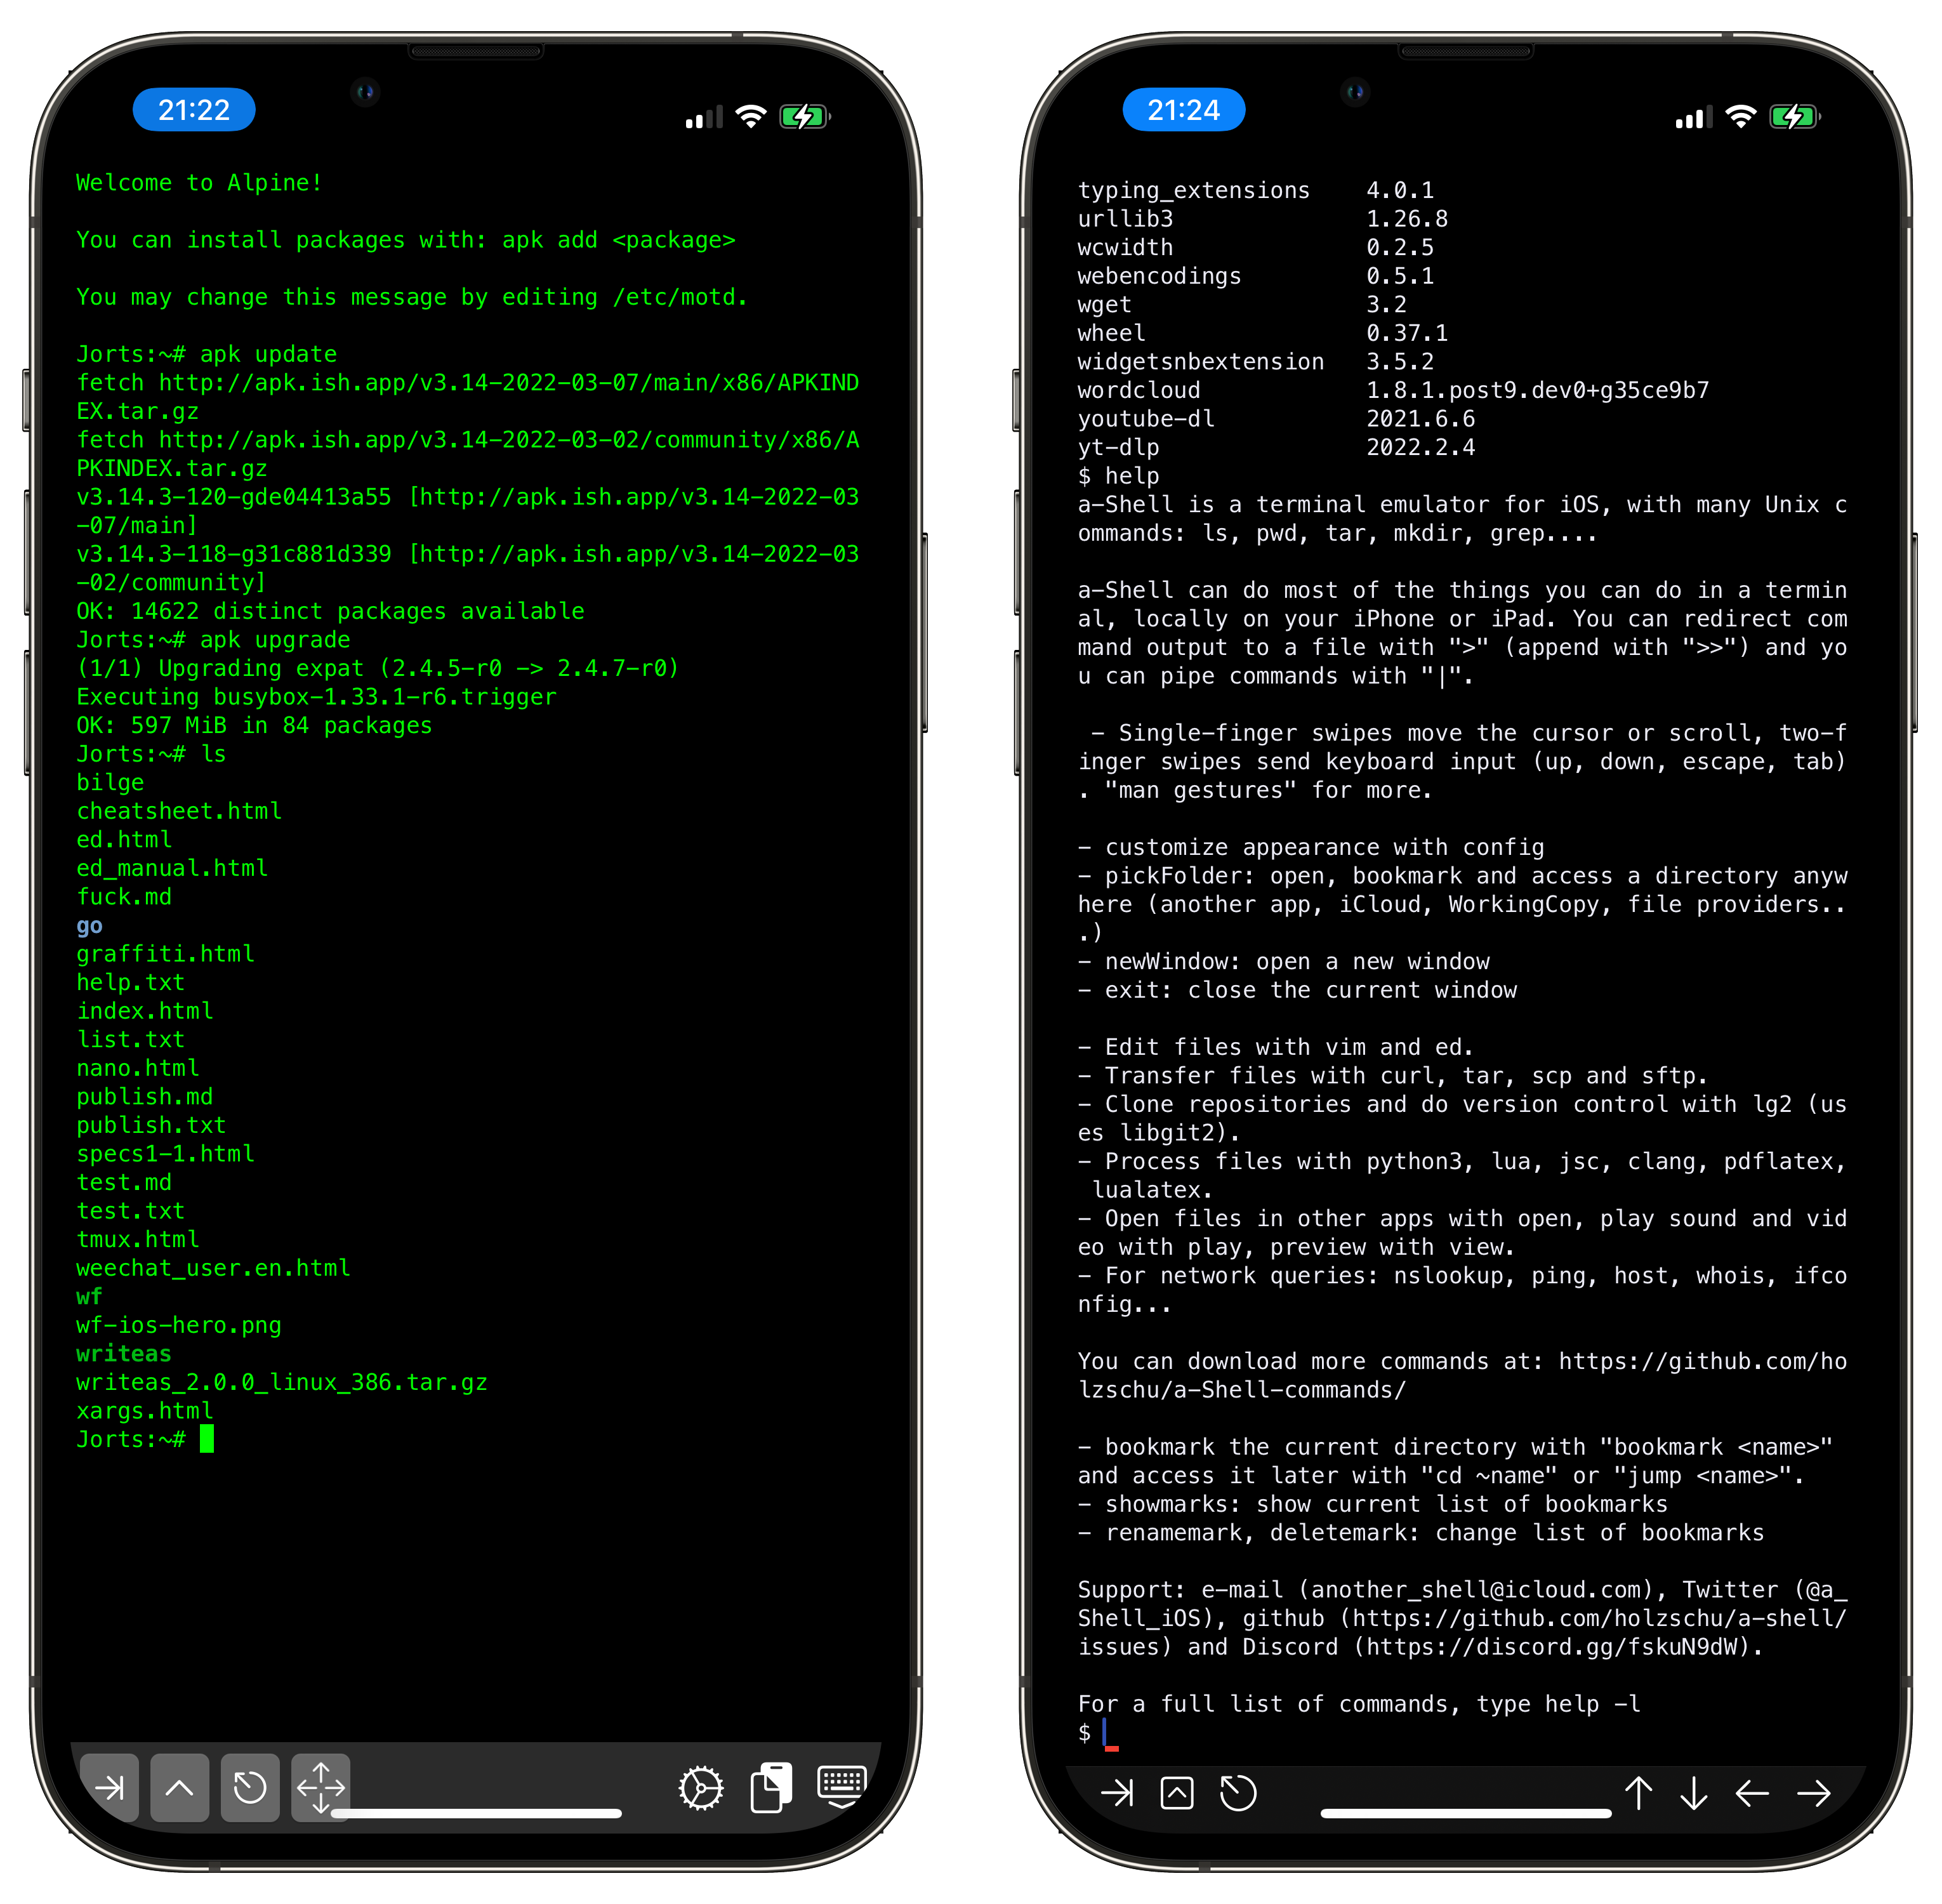 21:22
Welcome to Alpine!
You can install packages with: apk add <package>
You may change this message by editing /etc/motd.
Jorts:~# apk update
fetch http://apk.ish.app/v3.14-2022-03-07/main/x86/APKIND
EX.tar.gz
fetch http://apk.ish.app/v3.14-2022-03-02/community/x86/A
PKINDEX.tar.gz
v3.14.3-120-gde04413a55 [http://apk.ish.app/v3.14-2022-03
-07/main]
v3.14.3-118-g31c881d339 [http://apk.ish.app/v3.14-2022-03
-02/community]
OK: 14622 distinct packages available
Jorts:~# apk upgrade
(1/1) Upgrading expat (2.4.5-r0 -> 2.4.7-r0)
Executing busybox-1.33.1-r6.trigger
OK: 597 MiB in 84 packages
Jorts:~# ls
bilge
cheatsheet.html
ed.html
ed_manual.html
fuck.md
go
graffiti.html
help.txt
index.html
list.txt
nano.html
publish.md
publish.txt
specs1-1.html
test.md
test.txt
tmux.html
weechat_user.en.html
wf
wf-ios-hero.png
writeas
writeas_2.0.0_linux_386.tar.gz
xargs.html
Jorts:~#
21:24
typing_extensions 4.0.1
urllib3 1.26.8
wcwidth 0.2.5
webencodings 0.5.1
wget 3.2
wheel 0.37.1
widgetsnbextension 3.5.2
wordcloud 1.8.1.post9.dev0+g35ce9b7
youtube-dl 2021.6.6
yt-dlp 2022.2.4
$ help
a-Shell is a terminal emulator for iOS, with many Unix c
ommands: ls, pwd, tar, mkdir, grep....
a-Shell can do most of the things you can do in a termin
al, locally on your iPhone or iPad. You can redirect com
mand output to a file with ">" (append with ">>") and yo
u can pipe commands with "|".
- Single-finger swipes move the cursor or scroll, two-f
inger swipes send keyboard input (up, down, escape, tab)
. "man gestures" for more.
- customize appearance with config
- pickFolder: open, bookmark and access a directory anyw
here (another app, iCloud, WorkingCopy, file providers..
.)
- newWindow: open a new window
- exit: close the current window
- Edit files with vim and ed.
- Transfer files with curl, tar, scp and sftp.
- Clone repositories and do version control with lg2 (us
es libgit2).
- Process files with python3, lua, jsc, clang, pdflatex,
lualatex.
- Open files in other apps with open, play sound and vid
eo with play, preview with view.
- For network queries: nslookup, ping, host, whois, ifco
nfig...
You can download more commands at: https://github.com/ho
lzschu/a-Shell-commands/
- bookmark the current directory with "bookmark <name>"
and access it later with "cd ~name" or "jump <name>".
- showmarks: show current list of bookmarks
- renamemark, deletemark: change list of bookmarks
Support: e-mail (another_shell@icloud.com), Twitter (@a_
Shell_iOS), github (https://github.com/holzschu/a-shell/
issues) and Discord (https://discord.gg/fskuN9dW).
For a full list of commands, type help -l
$